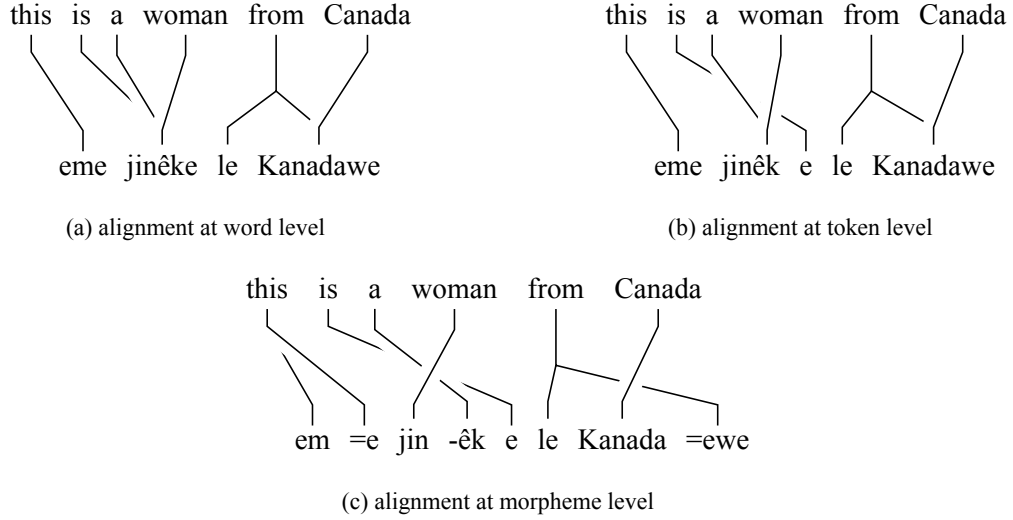 this is a woman from Canada
eme jinêke le Kanadawe
(a) alignment at word level
this is a woman from Canada
eme jinêk e le Kanadawe
(b) alignment at token level
this is a woman from Canada
em =e jin -êk e le Kanada =ewe
(c) alignment at morpheme level